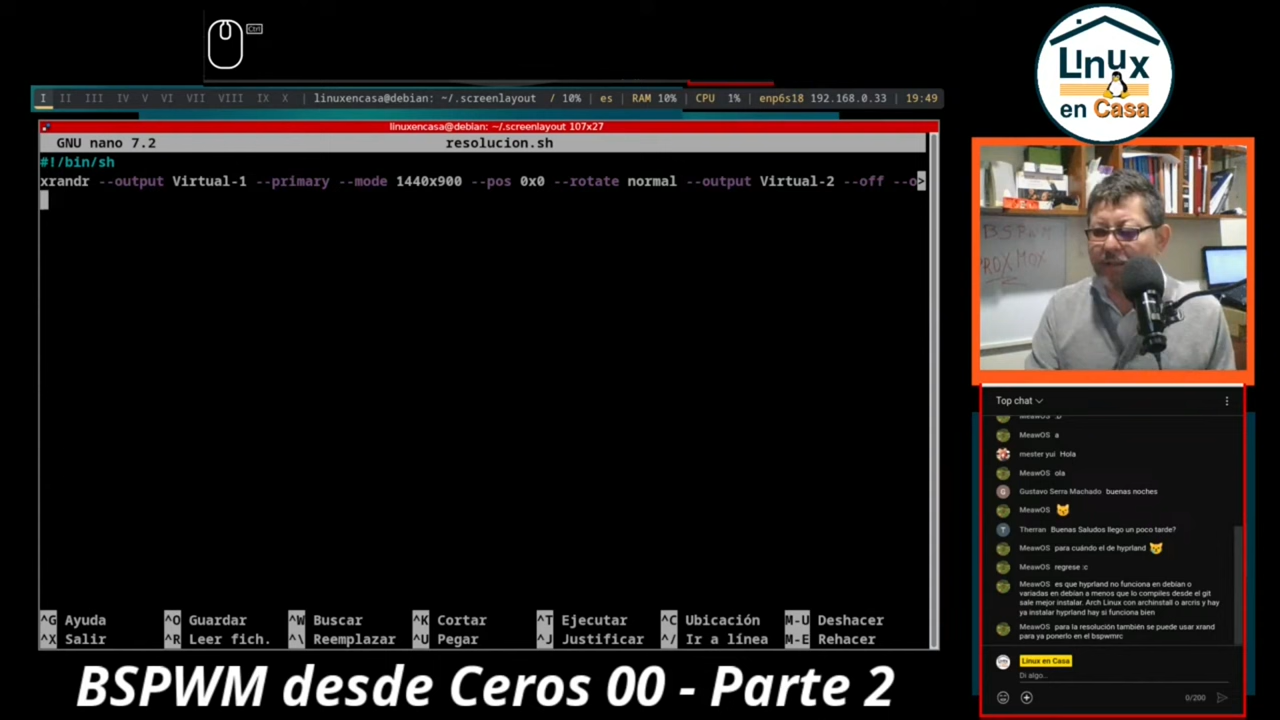 Ctrl
I II III IV V VI VII VIII IX X | linuxencasa@debian: ~/.screenlayout / 10% | es | RAM 10% | CPU 1% | enp6s18 192.168.0.33 | 19:49
linuxencasa@debian: ~/.screenlayout 107x27
GNU nano 7.2 resolucion.sh
#!/bin/sh
xrandr --output Virtual-1 --primary --mode 1440x900 --pos 0x0 --rotate normal --output Virtual-2 --off --o>
^G Ayuda ^O Guardar ^W Buscar ^K Cortar ^T Ejecutar ^C Ubicación M-U Deshacer
^X Salir ^R Leer fich. ^\ Reemplazar ^U Pegar ^J Justificar ^/ Ir a línea M-E Rehacer
BSPWM desde Ceros 00 - Parte 2
Linux
en Casa
BSPWM
PROXMOX
Top chat
MeawOS :D
MeawOS a
mester yui Hola
MeawOS ola
G Gustavo Serra Machado buenas noches
MeawOS
T Therran Buenas Saludos llego un poco tarde?
MeawOS para cuándo el de hyprland
MeawOS regrese :c
MeawOS es que hyprland no funciona en debian o
variadas en debian a menos que lo compiles desde el git
sale mejor instalar. Arch Linux con archinstall o arcris y hay
ya instalar hyprland hay si funciona bien
MeawOS para la resolución también se puede usar xrand
para ya ponerlo en el bspwmrc
Linux en Casa
Di algo...
0/200